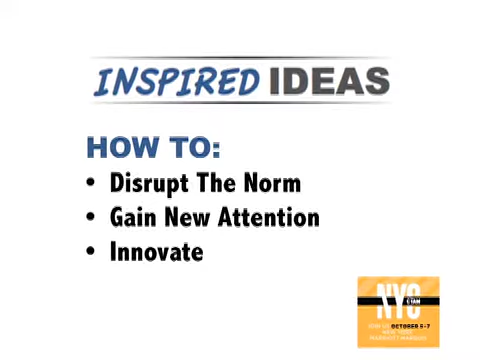 INSPIRED IDEAS
HOW TO:
• Disrupt The Norm
• Gain New Attention
• Innovate
NYC
OCTOBER 5-7